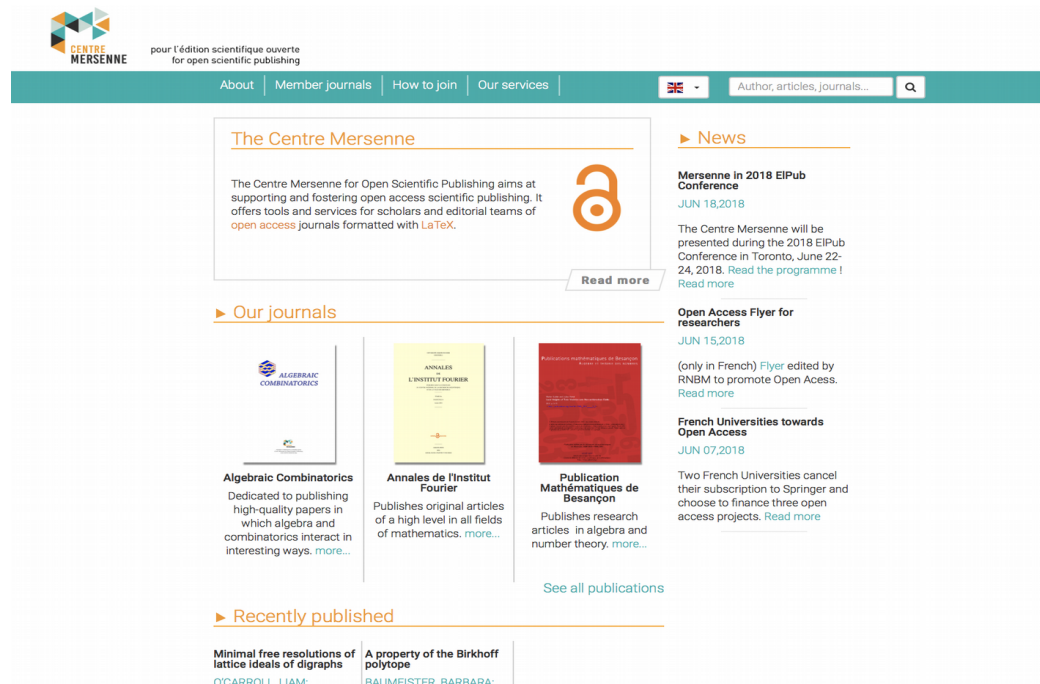 CENTRE
MERSENNE
pour l'édition scientifique ouverte
for open scientific publishing
About
Member journals
How to join
Our services
Author, articles, journals...
The Centre Mersenne
The Centre Mersenne for Open Scientific Publishing aims at
supporting and fostering open access scientific publishing. It
offers tools and services for scholars and editorial teams of
open access journals formatted with LaTeX.
Read more
Our journals
ALGEBRAIC
COMBINATORICS
Algebraic Combinatorics
Dedicated to publishing
high-quality papers in
which algebra and
combinatorics interact in
interesting ways. more...
ANNALES
DE
L'INSTITUT FOURIER
Annales de l'Institut
Fourier
Publishes original articles
of a high level in all fields
of mathematics. more...
Publications mathématiques de Besançon
Publication
Mathématiques de
Besançon
Publishes research
articles in algebra and
number theory. more...
See all publications
Recently published
Minimal free resolutions of
lattice ideals of digraphs
O'CARROLL, LIAM;
A property of the Birkhoff
polytope
BAUMEISTER, BARBARA;
News
Mersenne in 2018 ElPub
Conference
JUN 18,2018
The Centre Mersenne will be
presented during the 2018 ElPub
Conference in Toronto, June 22-
24, 2018. Read the programme !
Read more
Open Access Flyer for
researchers
JUN 15,2018
(only in French) Flyer edited by
RNBM to promote Open Acess.
Read more
French Universities towards
Open Access
JUN 07,2018
Two French Universities cancel
their subscription to Springer and
choose to finance three open
access projects. Read more